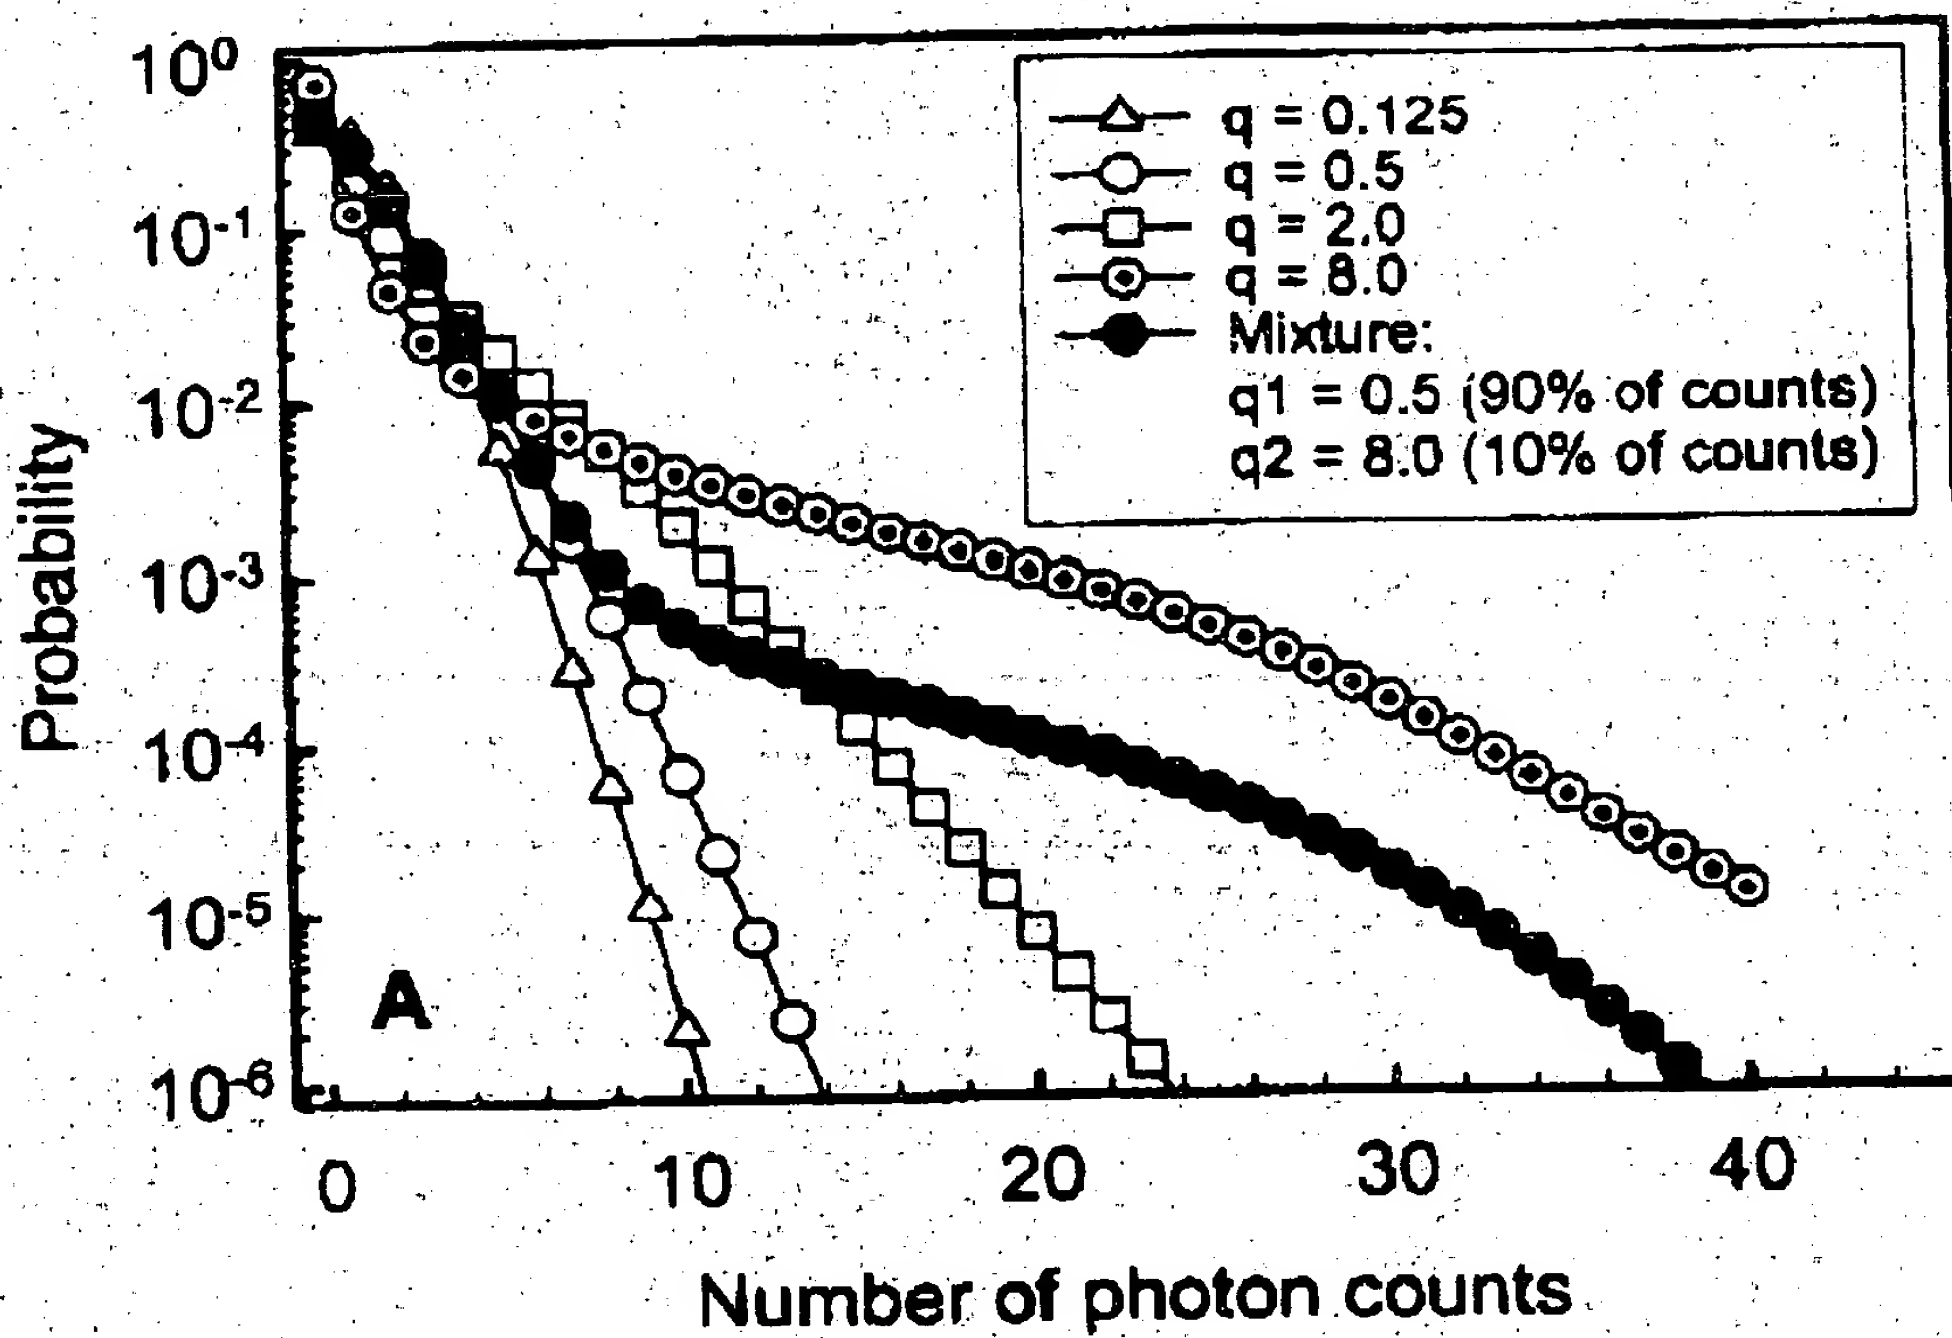 10⁰
10⁻¹
10⁻²
10⁻³
10⁻⁴
10⁻⁵
10⁻⁶
Probability
q = 0.125
q = 0.5
q = 2.0
q = 8.0
Mixture:
q1 = 0.5 (90% of counts)
q2 = 8.0 (10% of counts)
A
0 10 20 30 40
Number of photon counts